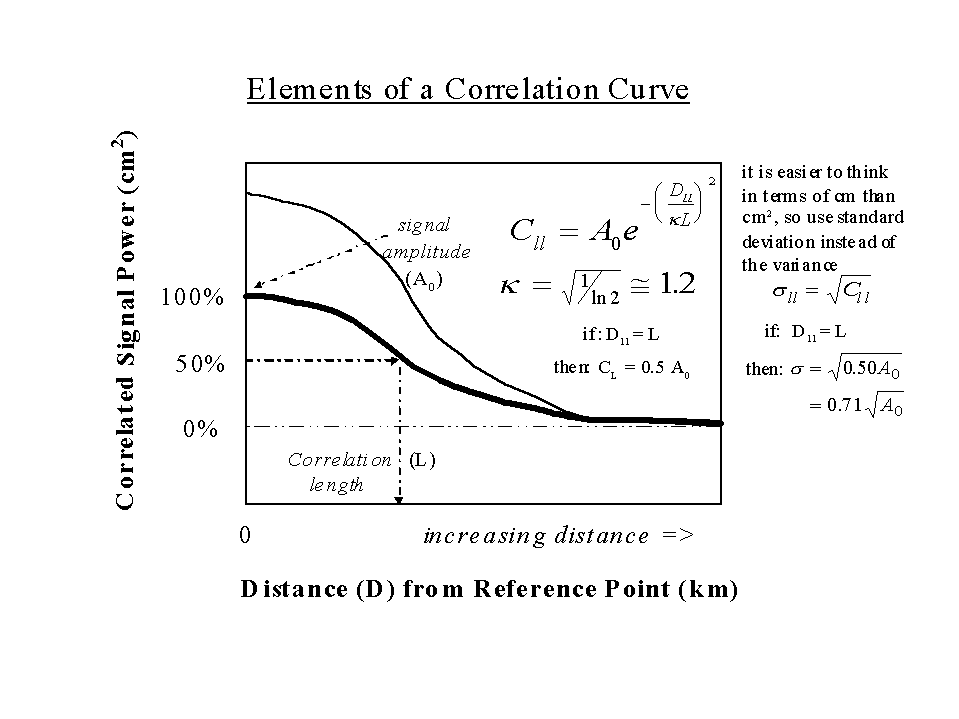 Elements of a Correlation Curve
Correlated Signal Power (cm²)
100%
50%
0%
signal
amplitude
(A₀)
C_ll = A₀e^−(D_ll/κL)²
κ = √(1/ln 2) ≅ 1.2
if: D₁₁ = L
then: C_L = 0.5 A₀
Correlation (L)
length
0
increasing distance =>
Distance (D) from Reference Point (km)
it is easier to think
in terms of cm than
cm², so use standard
deviation instead of
the variance
σ_ll = √C_ll
if: D₁₁ = L
then: σ = √0.50A₀
= 0.71√A₀